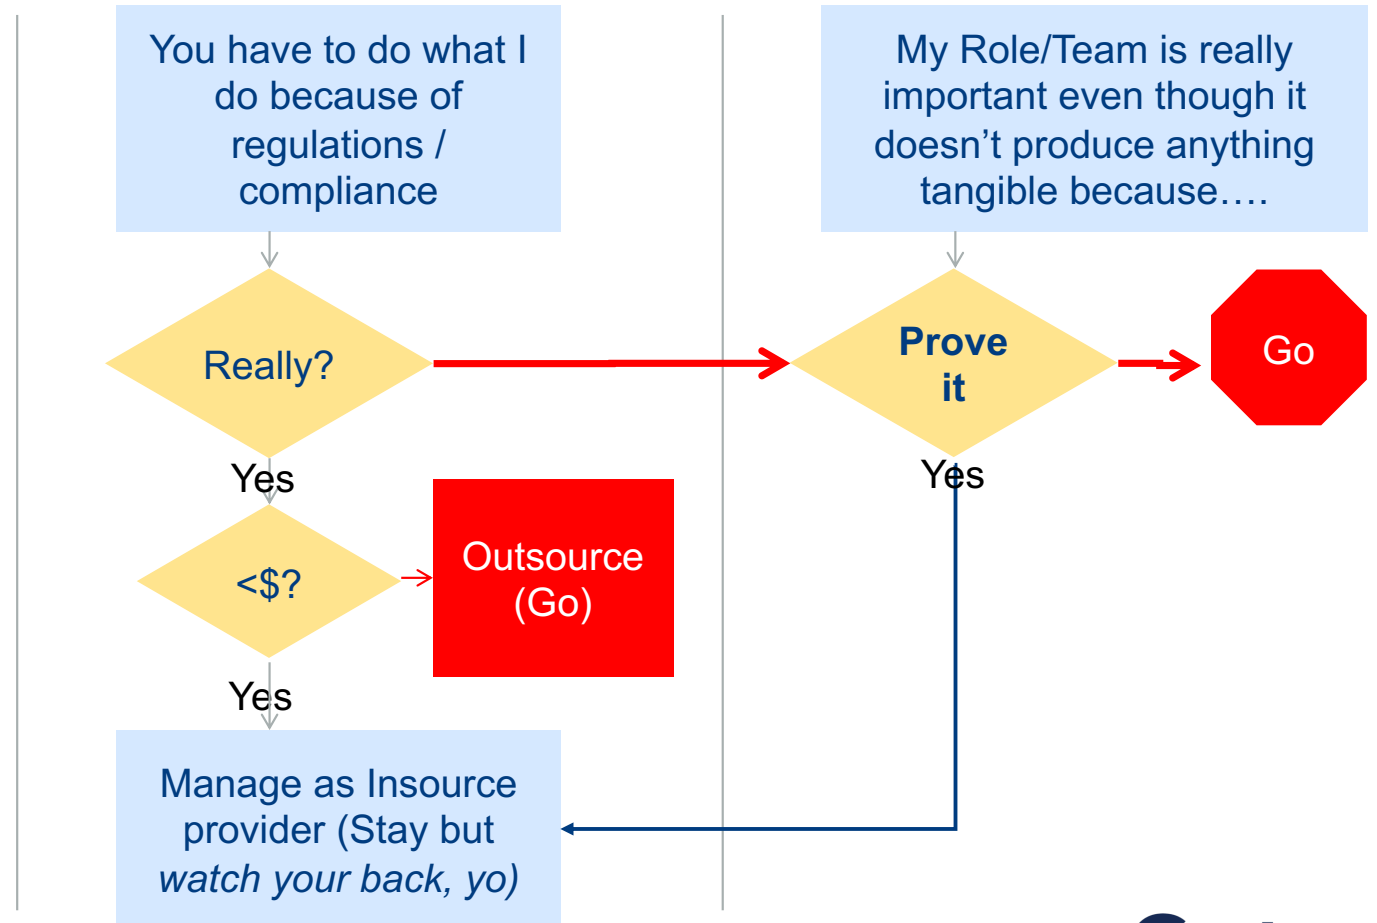 You have to do what I
do because of
regulations /
compliance
Really?
Yes
<$?
Outsource
(Go)
Yes
Manage as Insource
provider (Stay but
watch your back, yo)
My Role/Team is really
important even though it
doesn’t produce anything
tangible because….
Prove
it
Go
Yes